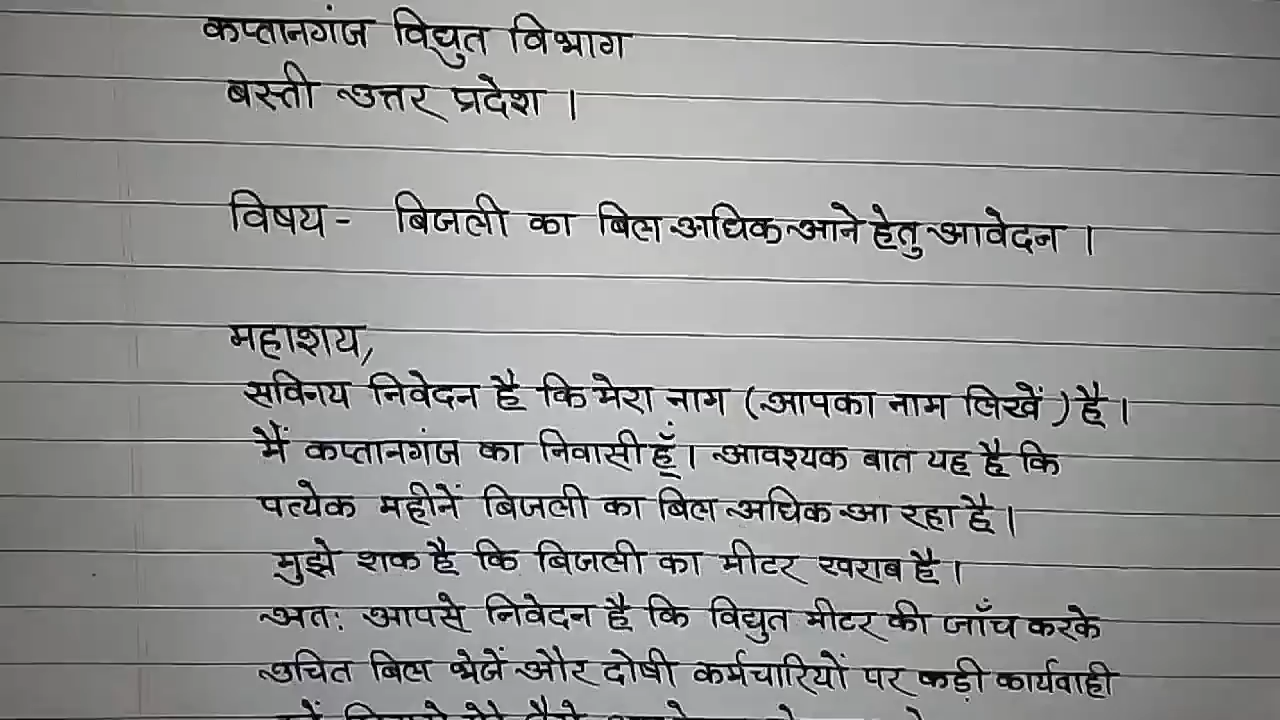 कप्तानगंज विद्युत विभाग
बस्ती उत्तर प्रदेश ।
विषय - बिजली का बिल अधिक आने हेतु आवेदन ।
महाशय,
सविनय निवेदन है कि मेरा नाम (आपका नाम लिखें) है ।
मैं कप्तानगंज का निवासी हूँ । आवश्यक बात यह है कि
पत्येक महीनें बिजली का बिल अधिक आ रहा है ।
मुझे शक है कि बिजली का मीटर खराब है ।
अतः आपसे निवेदन है कि विद्युत मीटर की जाँच करके
उचित बिल भेजें और दोषी कर्मचारियों पर कड़ी कार्यवाही